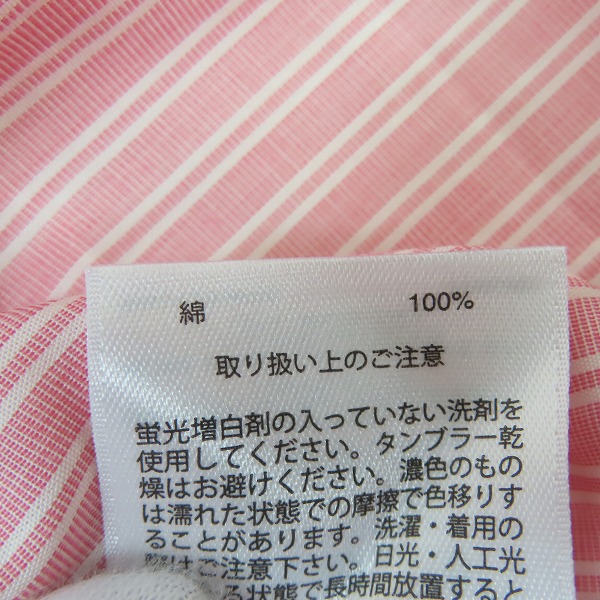 綿 100%
取り扱い上のご注意
蛍光増白剤の入っていない洗剤を
使用してください。タンブラー乾
燥はお避けください。濃色のもの
は濡れた状態での摩擦で色移りす
ることがあります。洗濯・着用の
はご注意下さい。日光・人工光
る状態で長時間放置すると